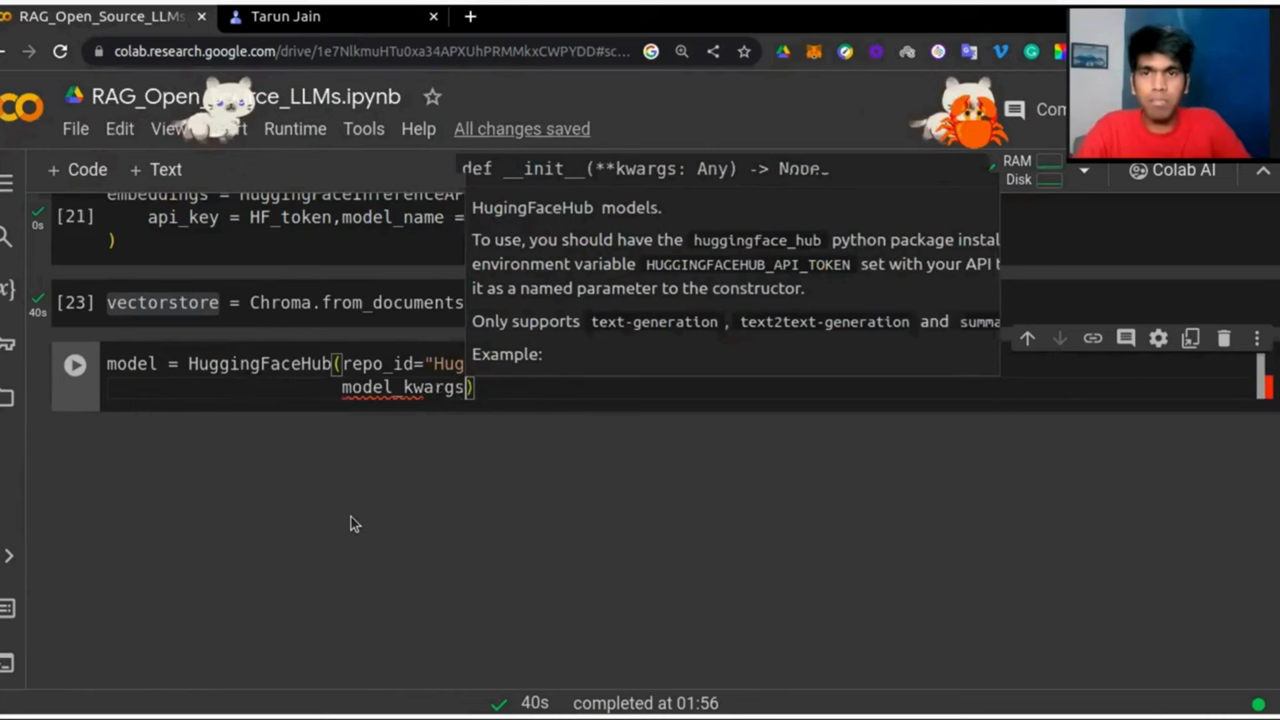 RAG_Open_Source_LLMs
Tarun Jain
colab.research.google.com/drive/1e7NlkmuHTu0xa34APXUhPRMMkxCWPYDD#sc...
RAG_Open_Source_LLMs.ipynb
File Edit View Insert Runtime Tools Help All changes saved
Com
+ Code + Text
RAM
Disk
Colab AI
def __init__(**kwargs: Any) -> None
HugingFaceHub models.
To use, you should have the huggingface_hub python package instal
environment variable HUGGINGFACEHUB_API_TOKEN set with your API t
it as a named parameter to the constructor.
Only supports text-generation, text2text-generation and summa
Example:
[21]
0s
api_key = HF_token,model_name =
)
[23] vectorstore = Chroma.from_documents
40s
model = HuggingFaceHub(repo_id="Hug
model_kwargs)
40s completed at 01:56